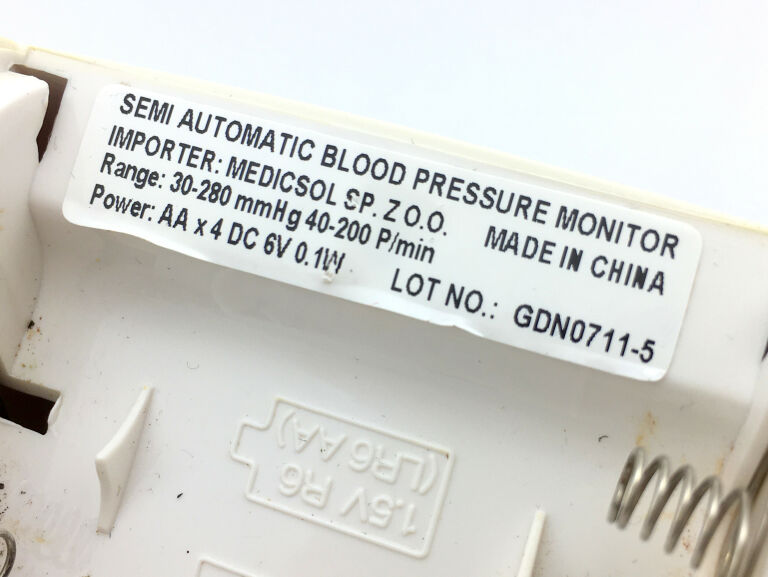 SEMI AUTOMATIC BLOOD PRESSURE MONITOR
IMPORTER: MEDICSOL SP. Z O.O.
MADE IN CHINA
Range: 30-280 mmHg 40-200 P/min
Power: AA x 4 DC 6V 0.1W
LOT NO.: GDN0711-5
1.5V R6
(LR6 AA)